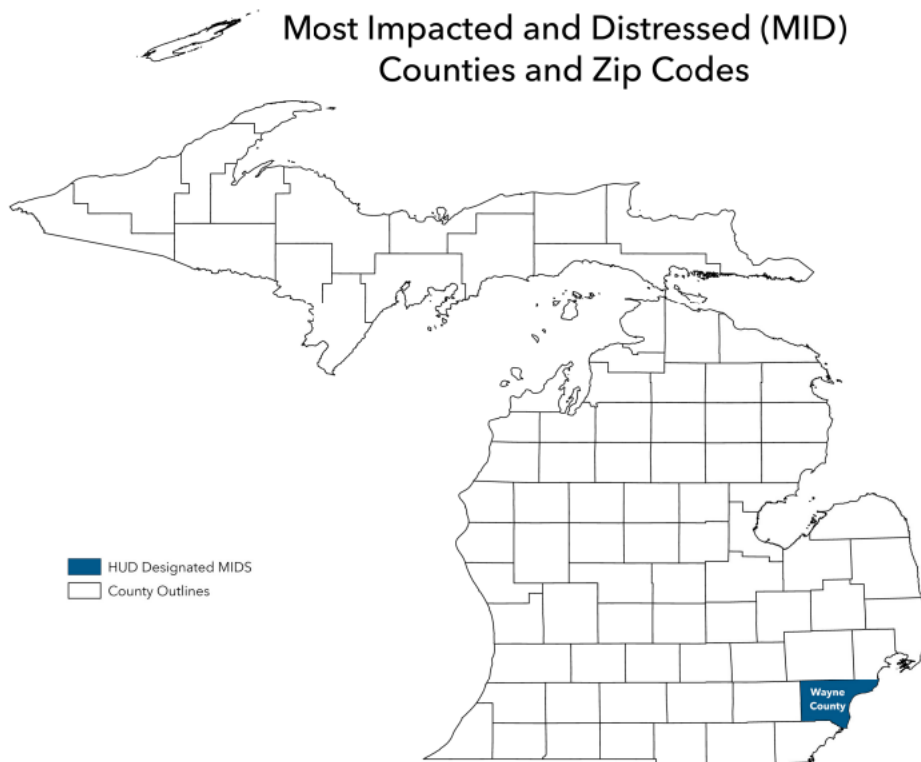 Most Impacted and Distressed (MID)
Counties and Zip Codes
HUD Designated MIDS
County Outlines
Wayne
County